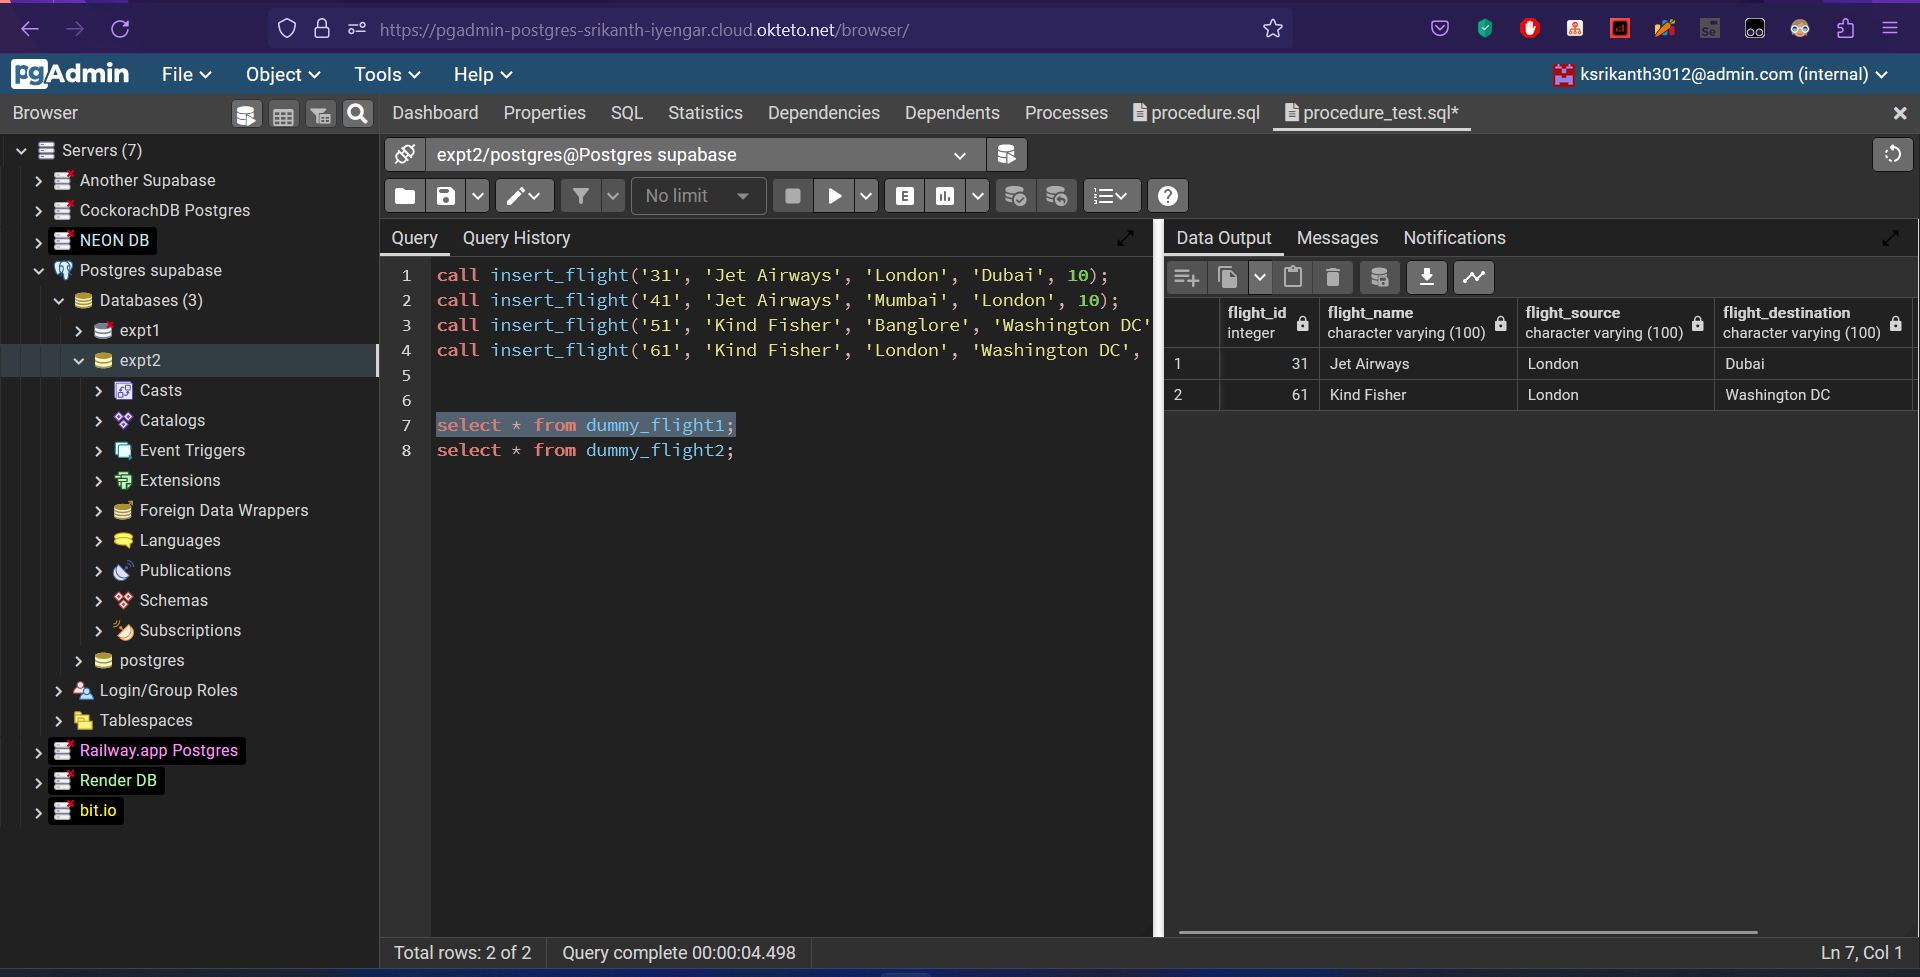 https://pgadmin-postgres-srikanth-iyengar.cloud.okteto.net/browser/
pgAdmin File Object Tools Help ksrikanth3012@admin.com (internal)
Browser
Dashboard Properties SQL Statistics Dependencies Dependents Processes procedure.sql procedure_test.sql*
Servers (7)
Another Supabase
CockorachDB Postgres
NEON DB
Postgres supabase
Databases (3)
expt1
expt2
Casts
Catalogs
Event Triggers
Extensions
Foreign Data Wrappers
Languages
Publications
Schemas
Subscriptions
postgres
Login/Group Roles
Tablespaces
Railway.app Postgres
Render DB
bit.io
expt2/postgres@Postgres supabase
No limit E
Query Query History
1 call insert_flight('31', 'Jet Airways', 'London', 'Dubai', 10);
2 call insert_flight('41', 'Jet Airways', 'Mumbai', 'London', 10);
3 call insert_flight('51', 'Kind Fisher', 'Banglore', 'Washington DC'
4 call insert_flight('61', 'Kind Fisher', 'London', 'Washington DC',
5
6
7 select * from dummy_flight1;
8 select * from dummy_flight2;
Data Output Messages Notifications
flight_id flight_name flight_source flight_destination
integer character varying (100) character varying (100) character varying (100)
1 31 Jet Airways London Dubai
2 61 Kind Fisher London Washington DC
Total rows: 2 of 2 Query complete 00:00:04.498 Ln 7, Col 1